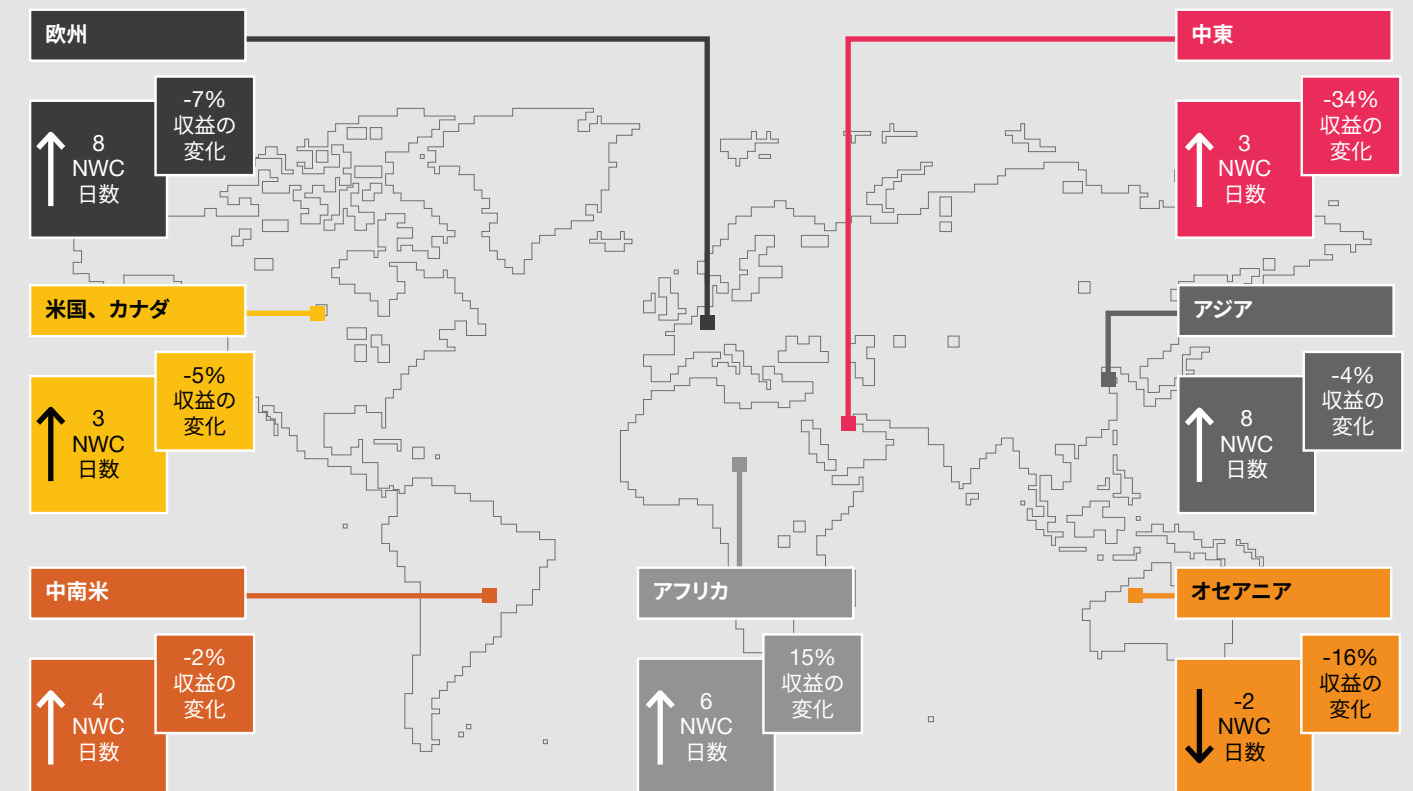 欧州
-7%
収益の
変化
8
NWC
日数
中東
-34%
収益の
変化
3
NWC
日数
米国、カナダ
-5%
収益の
変化
3
NWC
日数
アジア
-4%
収益の
変化
8
NWC
日数
中南米
-2%
収益の
変化
4
NWC
日数
アフリカ
15%
収益の
変化
6
NWC
日数
オセアニア
-16%
収益の
変化
-2
NWC
日数